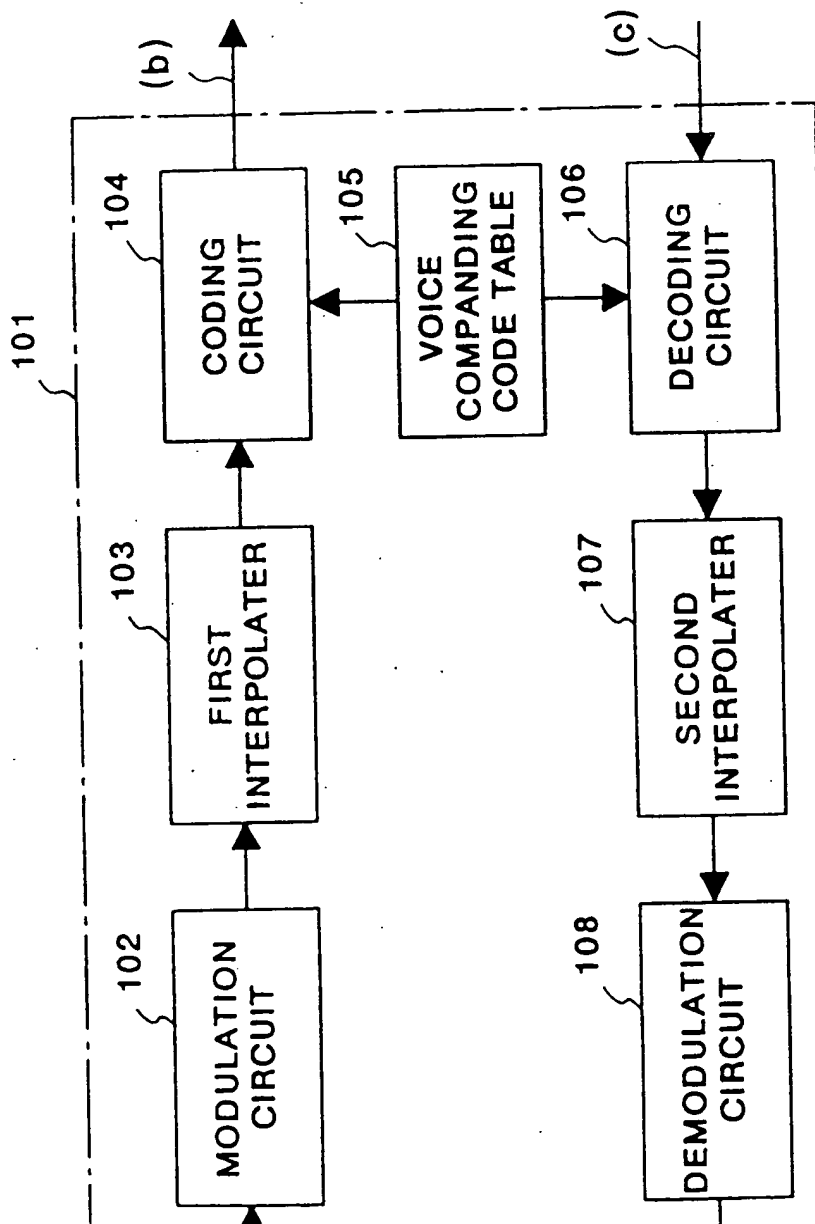 101
102
MODULATION
CIRCUIT
103
FIRST
INTERPOLATER
104
CODING
CIRCUIT
(b)
105
VOICE
COMPANDING
CODE TABLE
108
DEMODULATION
CIRCUIT
107
SECOND
INTERPOLATER
106
DECODING
CIRCUIT
(c)